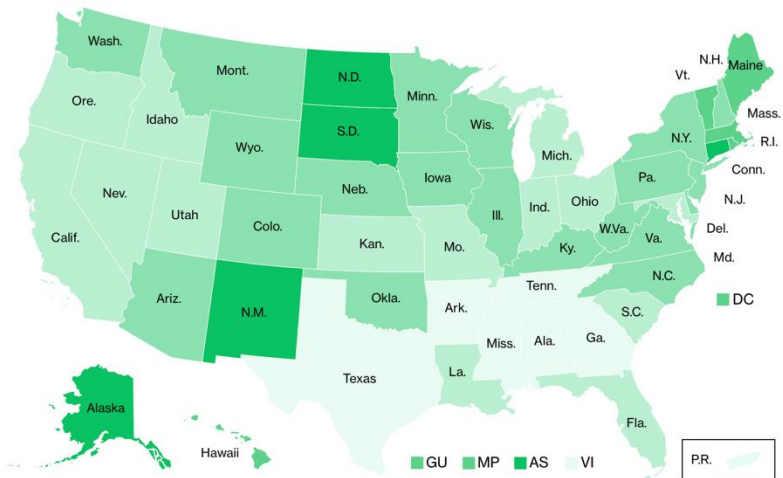 Wash.
Mont.
N.D.
Minn.
N.H.
Maine
Vt.
Ore.
Idaho
S.D.
Wis.
Mich.
N.Y.
Mass.
R.I.
Wyo.
Conn.
Nev.
Utah
Neb.
Iowa
Ill.
Ind.
Ohio
Pa.
N.J.
Calif.
Colo.
Kan.
Mo.
Ky.
W.Va.
Va.
Del.
Md.
Ariz.
N.M.
Okla.
Ark.
Tenn.
N.C.
S.C.
DC
Texas
La.
Miss.
Ala.
Ga.
Fla.
Alaska
Hawaii
GU MP AS VI
P.R.